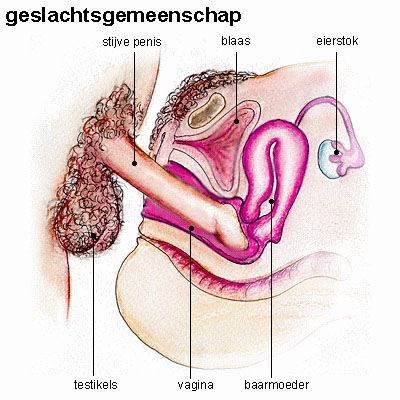 geslachtsgemeenschap
stijve penis
blaas
eierstok
testikels
vagina
baarmoeder